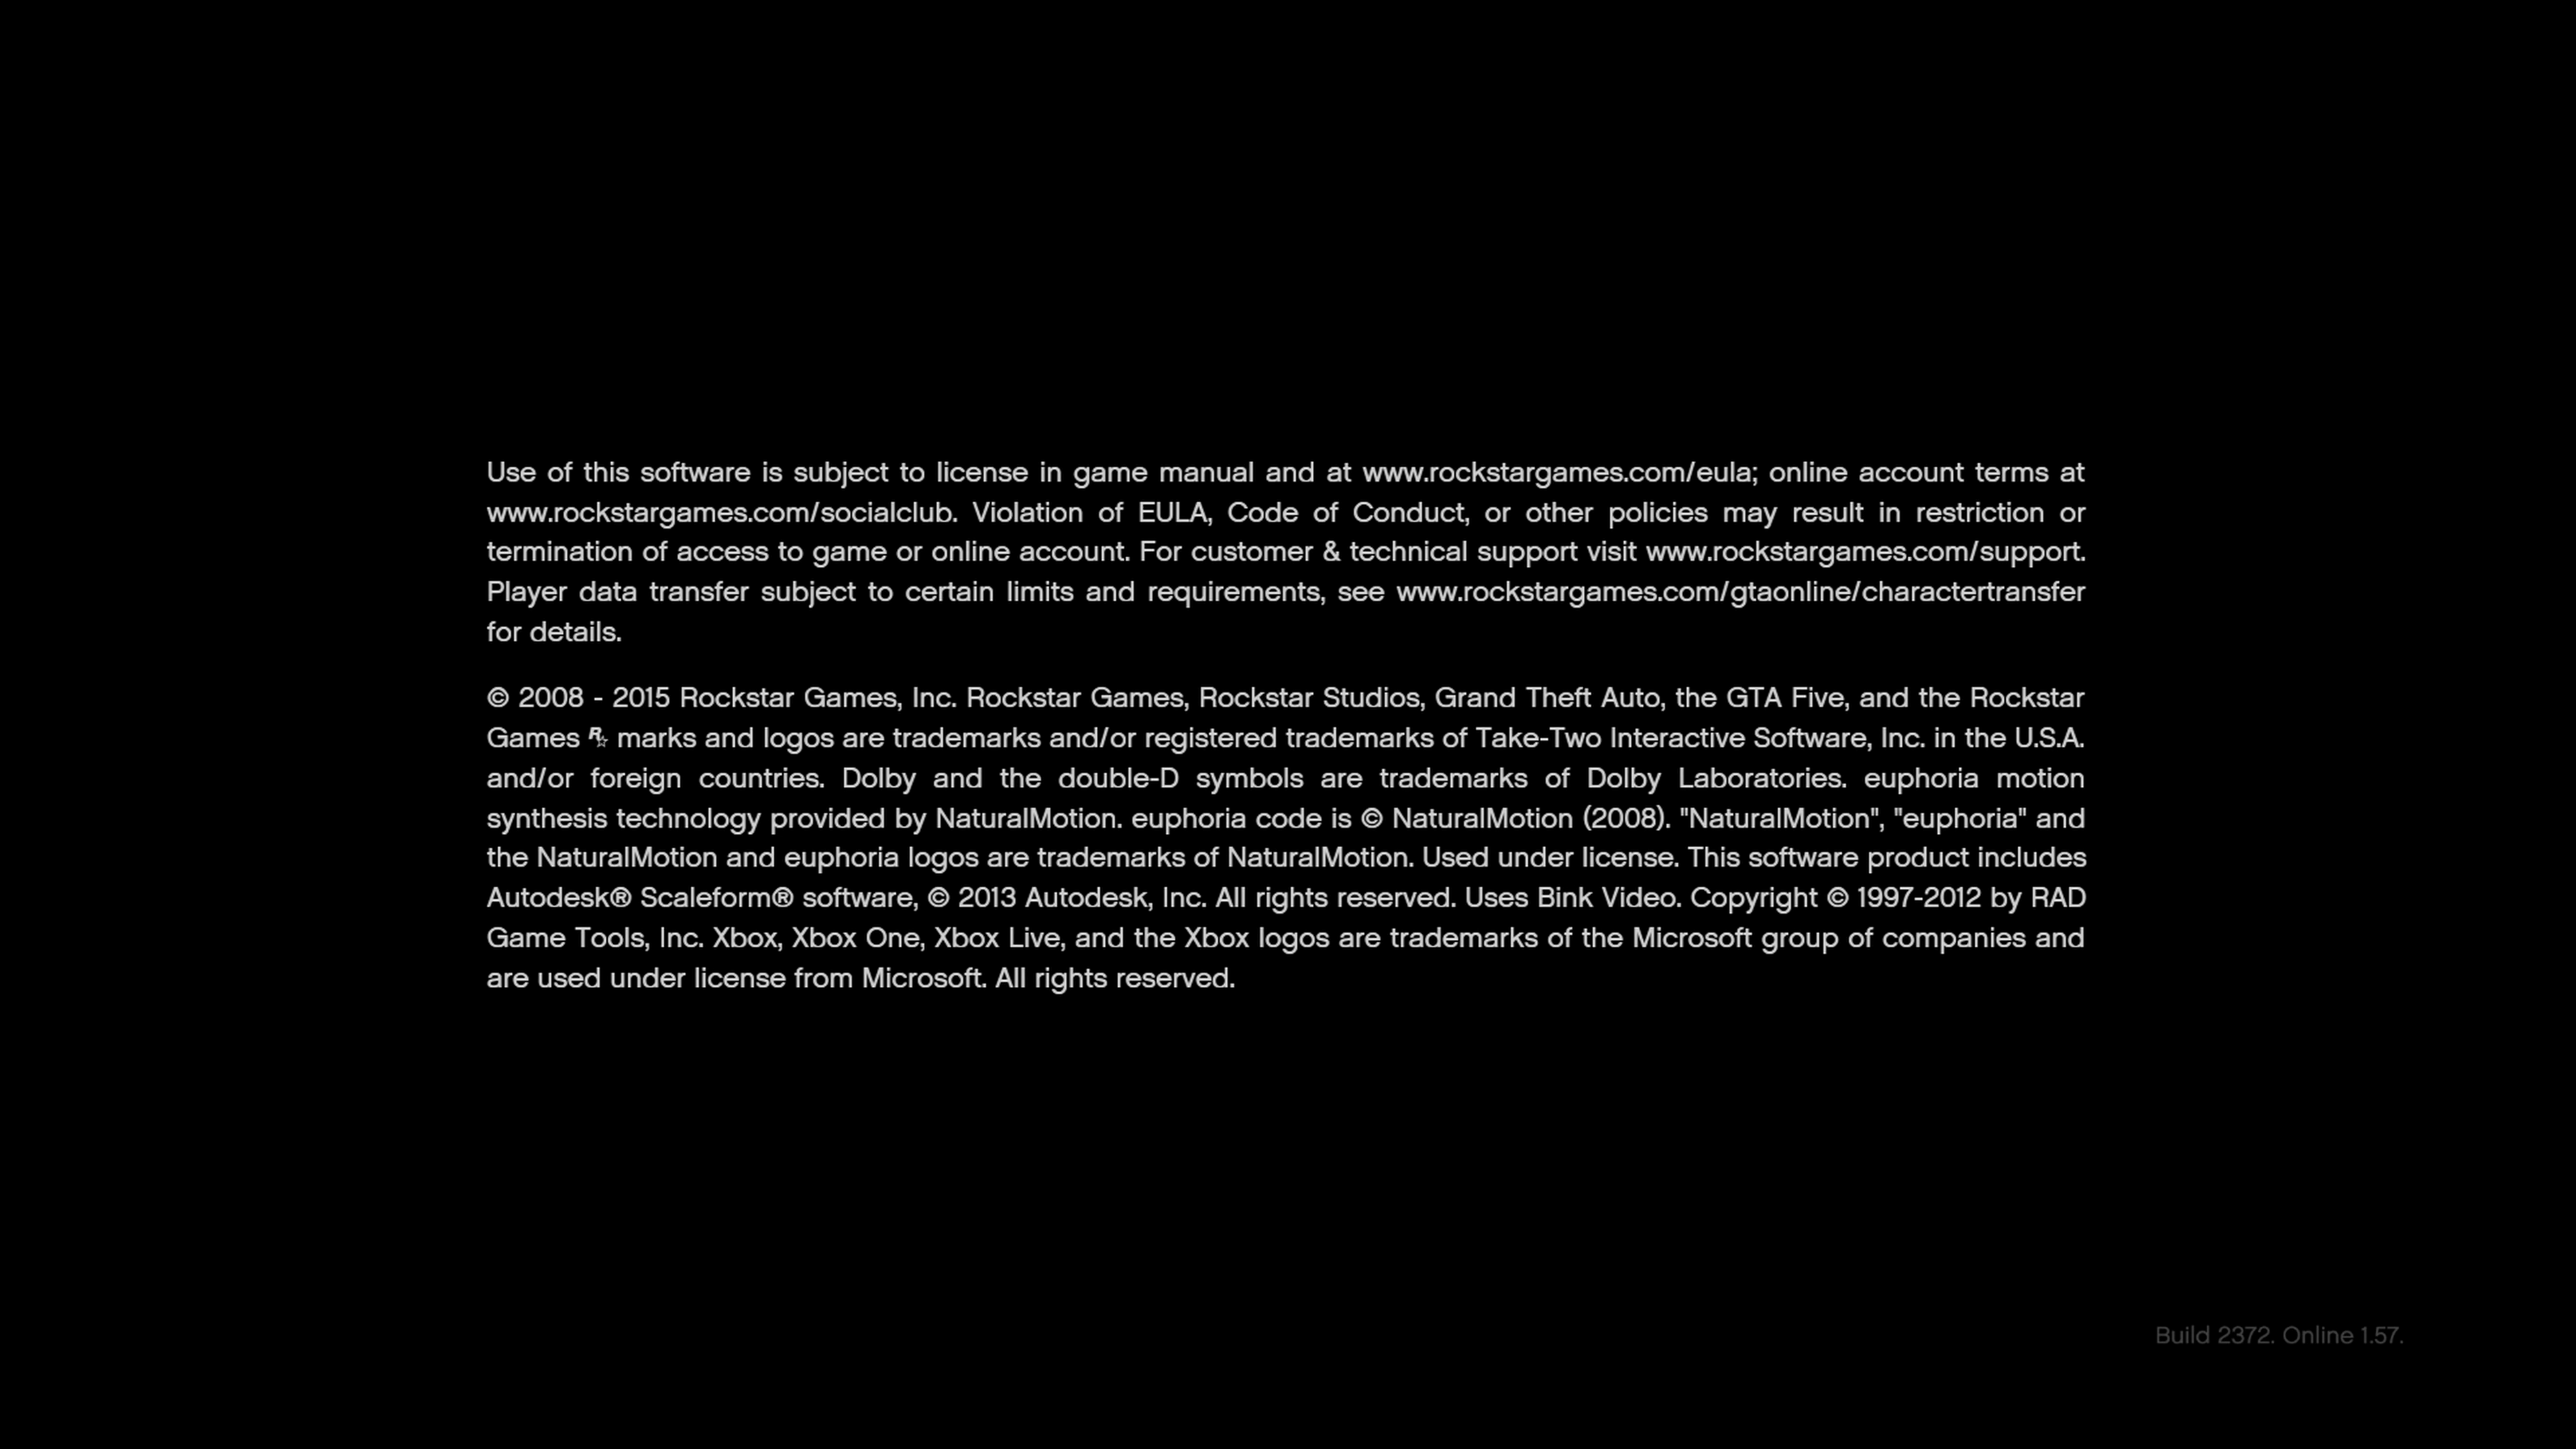 Use of this software is subject to license in game manual and at www.rockstargames.com/eula; online account terms at
www.rockstargames.com/socialclub. Violation of EULA, Code of Conduct, or other policies may result in restriction or
termination of access to game or online account. For customer & technical support visit www.rockstargames.com/support.
Player data transfer subject to certain limits and requirements, see www.rockstargames.com/gtaonline/charactertransfer
for details.
© 2008 - 2015 Rockstar Games, Inc. Rockstar Games, Rockstar Studios, Grand Theft Auto, the GTA Five, and the Rockstar
Games R☆ marks and logos are trademarks and/or registered trademarks of Take-Two Interactive Software, Inc. in the U.S.A.
and/or foreign countries. Dolby and the double-D symbols are trademarks of Dolby Laboratories. euphoria motion
synthesis technology provided by NaturalMotion. euphoria code is © NaturalMotion (2008). "NaturalMotion", "euphoria" and
the NaturalMotion and euphoria logos are trademarks of NaturalMotion. Used under license. This software product includes
Autodesk® Scaleform® software, © 2013 Autodesk, Inc. All rights reserved. Uses Bink Video. Copyright © 1997-2012 by RAD
Game Tools, Inc. Xbox, Xbox One, Xbox Live, and the Xbox logos are trademarks of the Microsoft group of companies and
are used under license from Microsoft. All rights reserved.
Build 2372. Online 1.57.